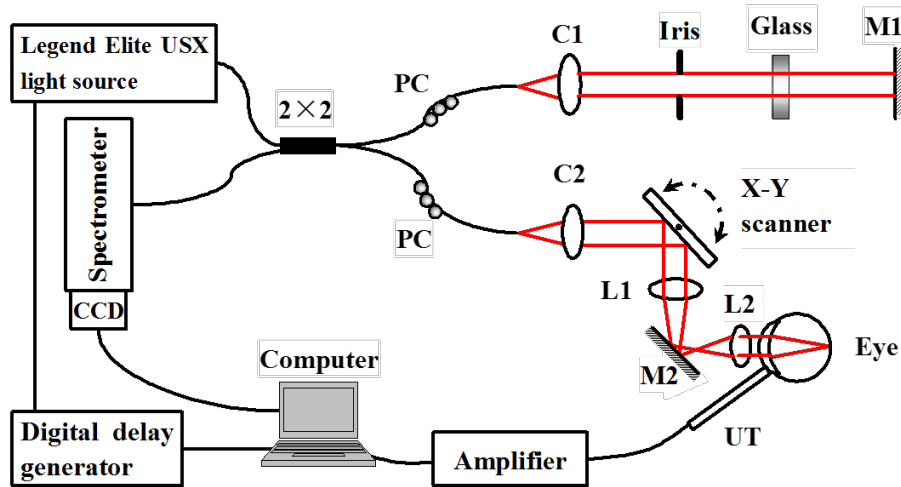 Legend Elite USX
light source
2×2
PC
C1
Iris
Glass
M1
Spectrometer
CCD
PC
C2
X-Y
scanner
L1
L2
M2
Eye
UT
Computer
Digital delay
generator
Amplifier